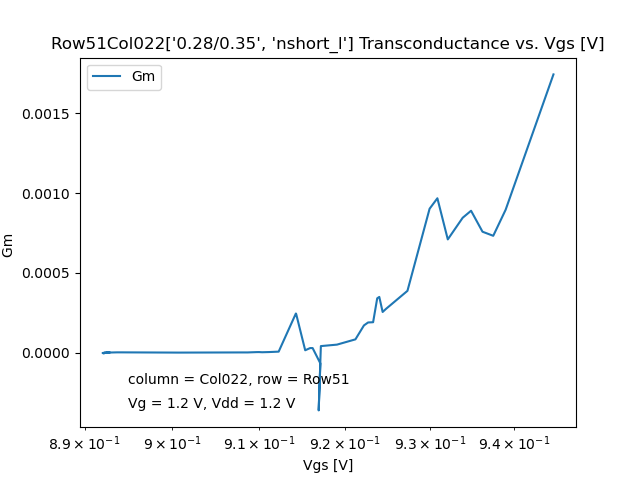 Row51Col022['0.28/0.35', 'nshort_l'] Transconductance vs. Vgs [V]
Gm
0.0015
0.0010
Gm
0.0005
0.0000
column = Col022, row = Row51
Vg = 1.2 V, Vdd = 1.2 V
8.9 × 10⁻¹ 9 × 10⁻¹ 9.1 × 10⁻¹ 9.2 × 10⁻¹ 9.3 × 10⁻¹ 9.4 × 10⁻¹
Vgs [V]